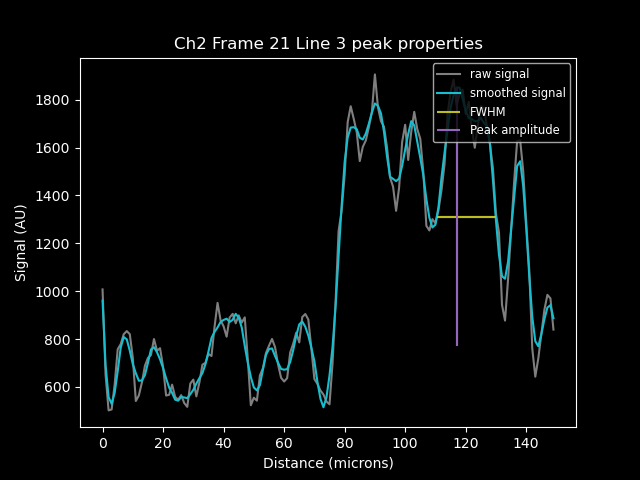 Ch2 Frame 21 Line 3 peak properties
raw signal
smoothed signal
FWHM
Peak amplitude
Signal (AU)
1800
1600
1400
1200
1000
800
600
0 20 40 60 80 100 120 140
Distance (microns)